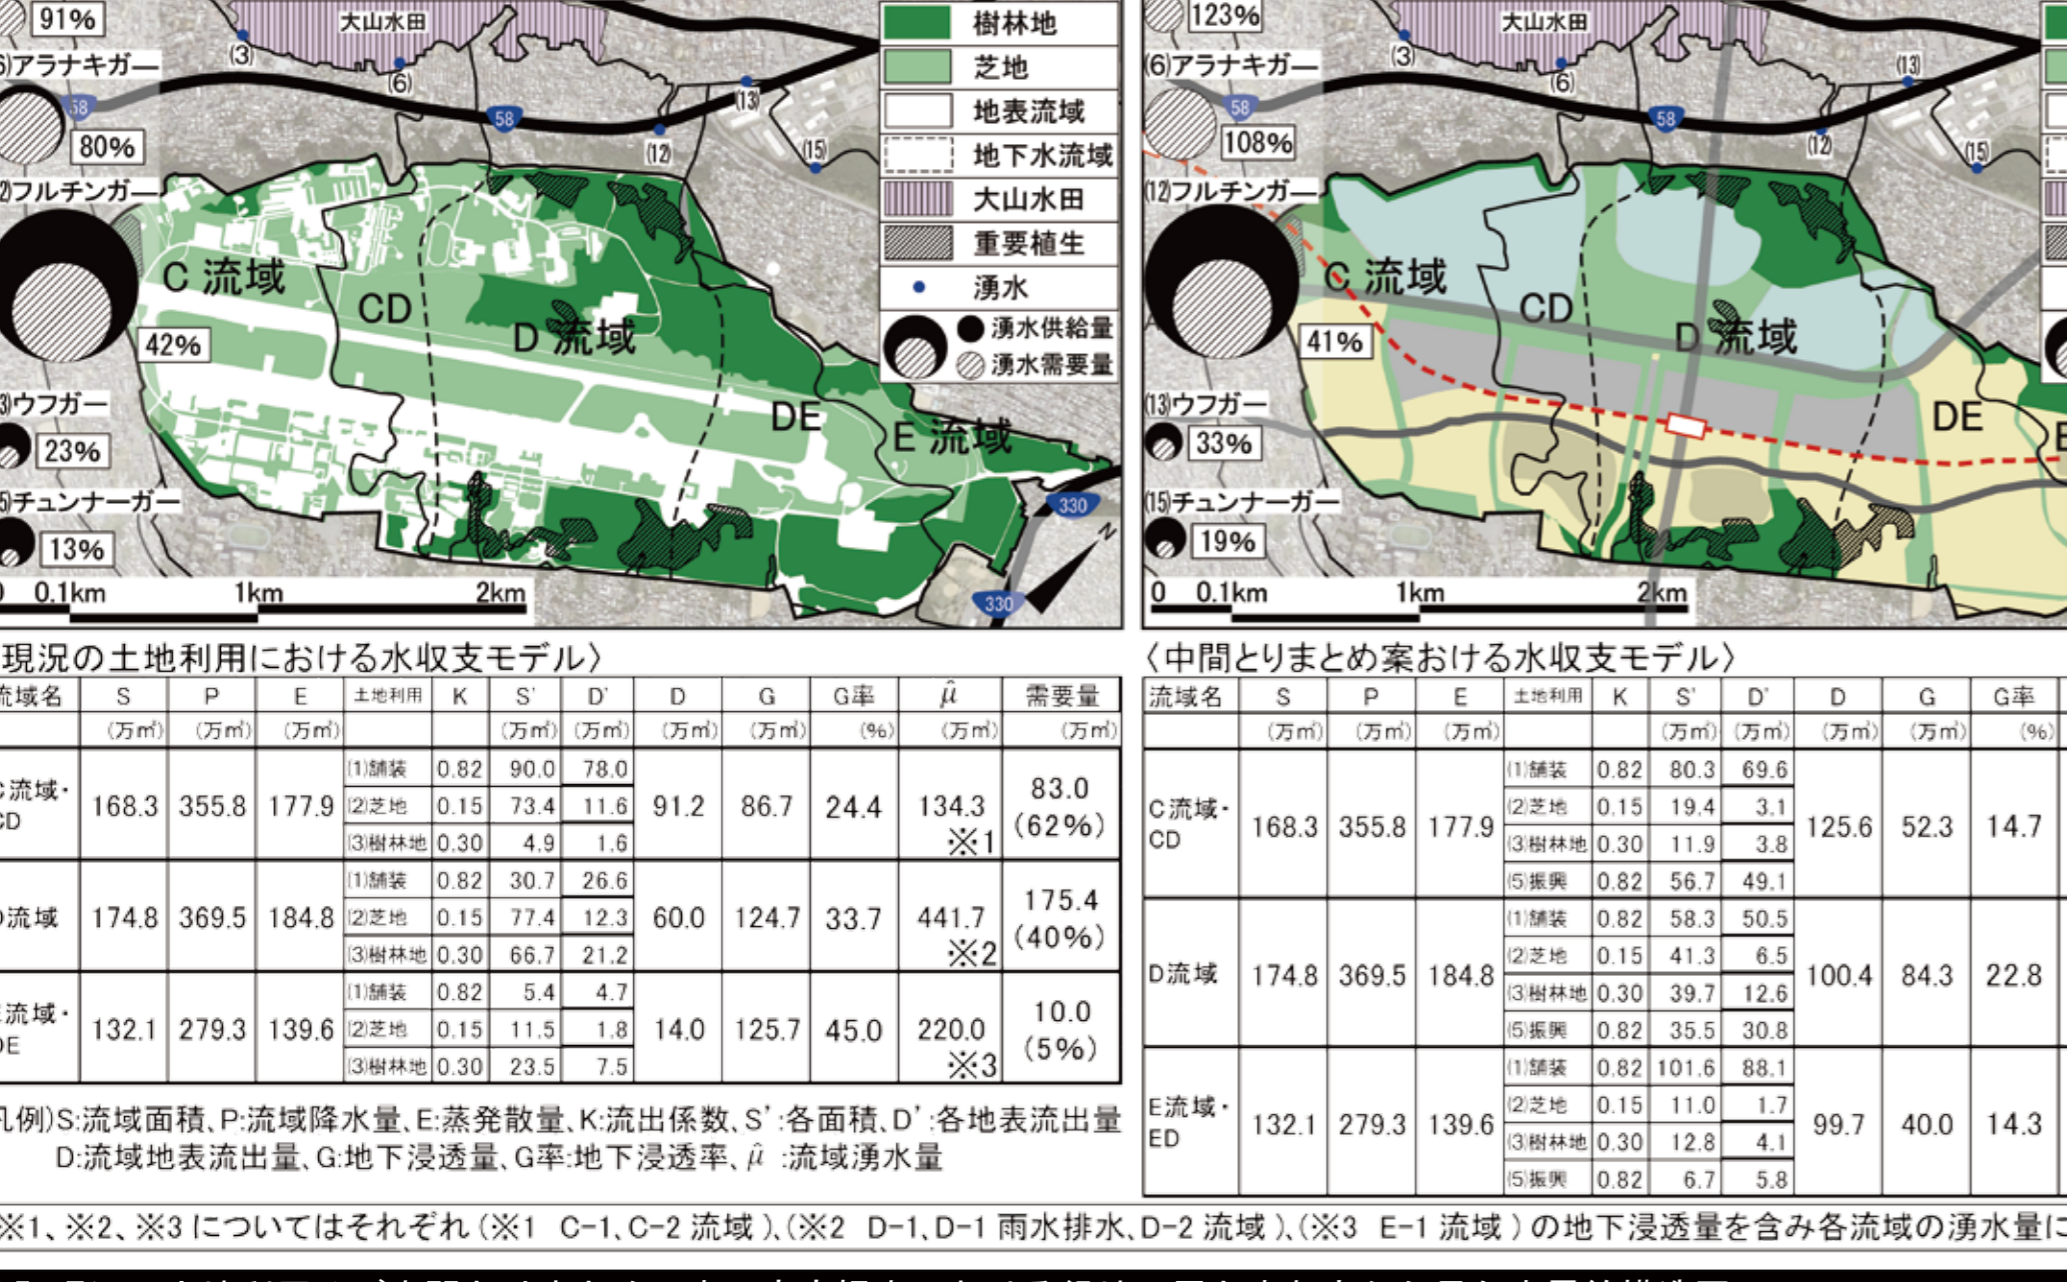 91%
大山水田
(3)
(6)
6)アラナキガー
58
80%
58
(13)
(12)
(15)
2)フルチンガー
C 流域
CD
D 流域
42%
DE
E 流域
3)ウフガー
23%
5)チュンナーガー
13%
330
330
N
0 0.1km 1km 2km
樹林地
芝地
地表流域
地下水流域
大山水田
重要植生
湧水
湧水供給量
湧水需要量
123%
大山水田
(3)
(6)
(6)アラナキガー
58
108%
58
(13)
(12)
(15)
(12)フルチンガー
C 流域
CD
D 流域
41%
DE
E
(13)ウフガー
33%
(15)チュンナーガー
19%
0 0.1km 1km 2km
現況の土地利用における水収支モデル〉
流域名 S P E 土地利用 K S' D' D G G率 μ̂ 需要量
(万㎡) (万㎥) (万㎥) (万㎡) (万㎥) (万㎥) (万㎥) (%) (万㎥) (万㎥)
C流域・CD 168.3 355.8 177.9 (1)舗装 0.82 90.0 78.0 91.2 86.7 24.4 134.3 ※1 83.0 (62%)
(2)芝地 0.15 73.4 11.6
(3)樹林地 0.30 4.9 1.6
D流域 174.8 369.5 184.8 (1)舗装 0.82 30.7 26.6 60.0 124.7 33.7 441.7 ※2 175.4 (40%)
(2)芝地 0.15 77.4 12.3
(3)樹林地 0.30 66.7 21.2
流域・DE 132.1 279.3 139.6 (1)舗装 0.82 5.4 4.7 14.0 125.7 45.0 220.0 ※3 10.0 (5%)
(2)芝地 0.15 11.5 1.8
(3)樹林地 0.30 23.5 7.5
凡例)S:流域面積、P:流域降水量、E:蒸発散量、K:流出係数、S':各面積、D':各地表流出量
D:流域地表流出量、G:地下浸透量、G率:地下浸透率、μ̂ :流域湧水量
〈中間とりまとめ案おける水収支モデル〉
流域名 S P E 土地利用 K S' D' D G G率
(万㎡) (万㎥) (万㎥) (万㎡) (万㎥) (万㎥) (万㎥) (%)
C流域・CD 168.3 355.8 177.9 (1)舗装 0.82 80.3 69.6 125.6 52.3 14.7
(2)芝地 0.15 19.4 3.1
(3)樹林地 0.30 11.9 3.8
(5)振興 0.82 56.7 49.1
D流域 174.8 369.5 184.8 (1)舗装 0.82 58.3 50.5 100.4 84.3 22.8
(2)芝地 0.15 41.3 6.5
(3)樹林地 0.30 39.7 12.6
(5)振興 0.82 35.5 30.8
E流域・ED 132.1 279.3 139.6 (1)舗装 0.82 101.6 88.1 99.7 40.0 14.3
(2)芝地 0.15 11.0 1.7
(3)樹林地 0.30 12.8 4.1
(5)振興 0.82 6.7 5.8
※1、※2、※3 についてはそれぞれ(※1 C-1、C-2 流域)、(※2 D-1、D-1 雨水排水、D-2 流域)、(※3 E-1 流域 ) の地下浸透量を含み各流域の湧水量に